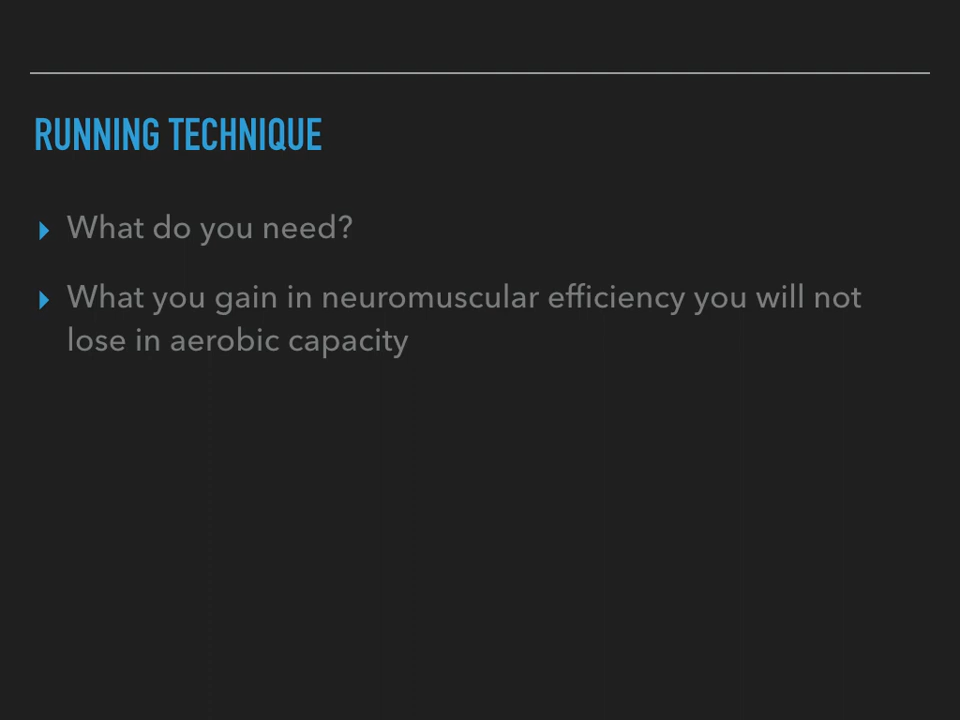 RUNNING TECHNIQUE
What do you need?
What you gain in neuromuscular efficiency you will not
lose in aerobic capacity